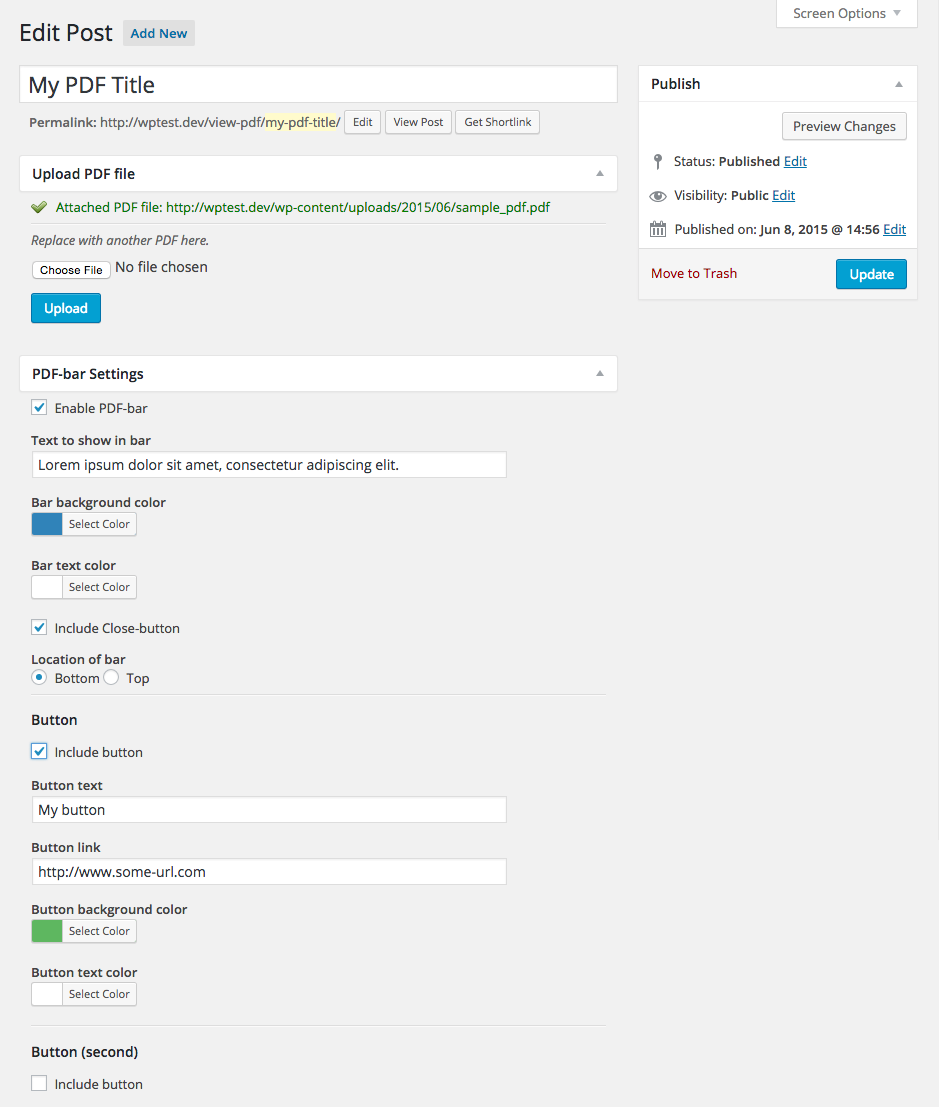 Screen Options
Edit Post Add New
My PDF Title
Permalink: http://wptest.dev/view-pdf/my-pdf-title/ Edit View Post Get Shortlink
Upload PDF file
Attached PDF file: http://wptest.dev/wp-content/uploads/2015/06/sample_pdf.pdf
Replace with another PDF here.
Choose File No file chosen
Upload
PDF-bar Settings
Enable PDF-bar
Text to show in bar
Lorem ipsum dolor sit amet, consectetur adipiscing elit.
Bar background color
Select Color
Bar text color
Select Color
Include Close-button
Location of bar
Bottom Top
Button
Include button
Button text
My button
Button link
http://www.some-url.com
Button background color
Select Color
Button text color
Select Color
Button (second)
Include button
Publish
Preview Changes
Status: Published Edit
Visibility: Public Edit
Published on: Jun 8, 2015 @ 14:56 Edit
Move to Trash Update